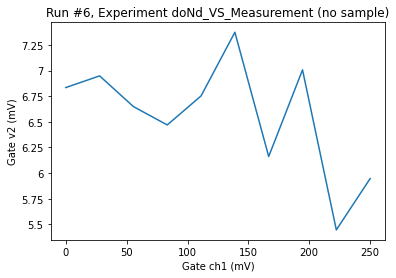 Run #6, Experiment doNd_VS_Measurement (no sample)
Gate v2 (mV)
7.25
7
6.75
6.5
6.25
6
5.75
5.5
0 50 100 150 200 250
Gate ch1 (mV)